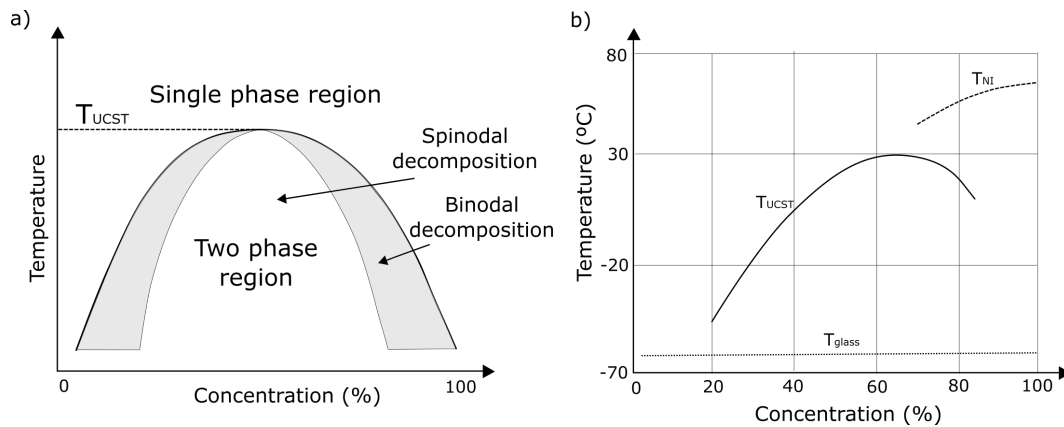 a)
Single phase region
TUCST
Spinodal
decomposition
Binodal
decomposition
Two phase
region
Temperature
0
100
Concentration (%)
b)
80
30
-20
-70
Temperature (ºC)
TNI
TUCST
Tglass
0
20
40
60
80
100
Concentration (%)